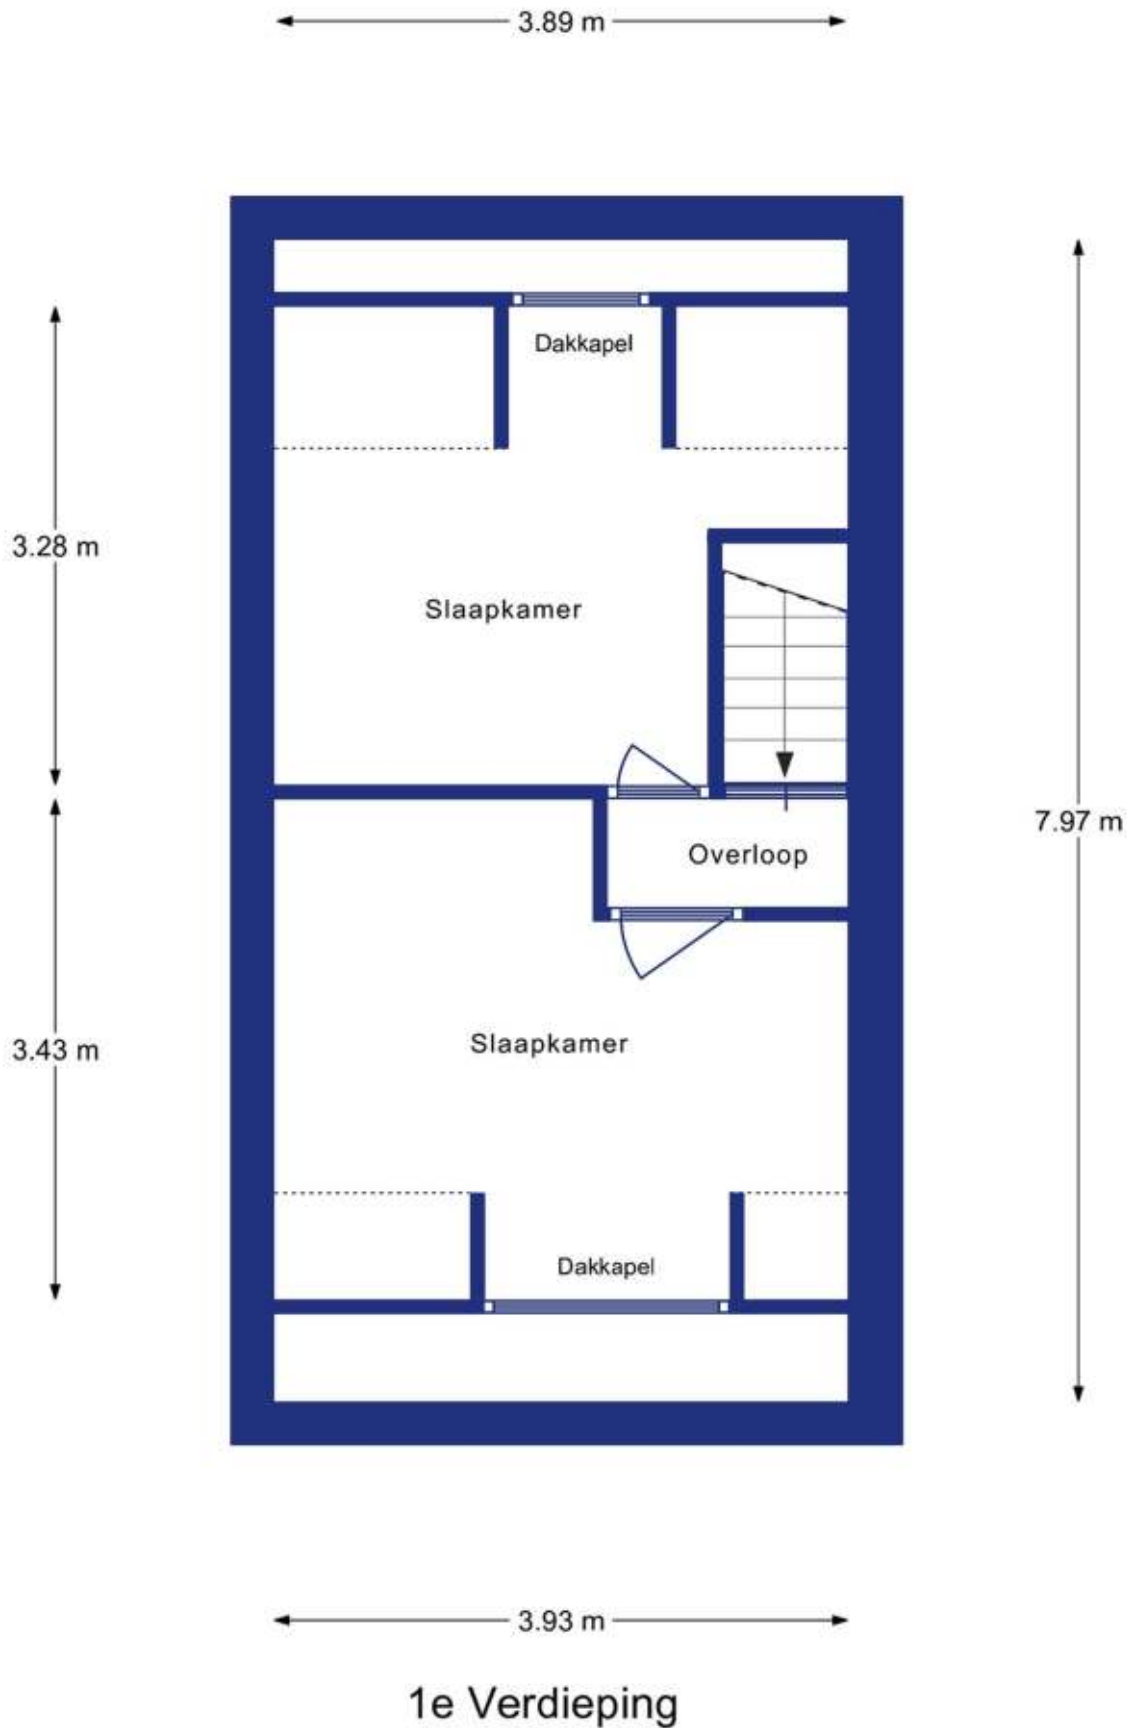 3.89 m
Dakkapel
3.28 m
Slaapkamer
7.97 m
Overloop
3.43 m
Slaapkamer
Dakkapel
3.93 m
1e Verdieping